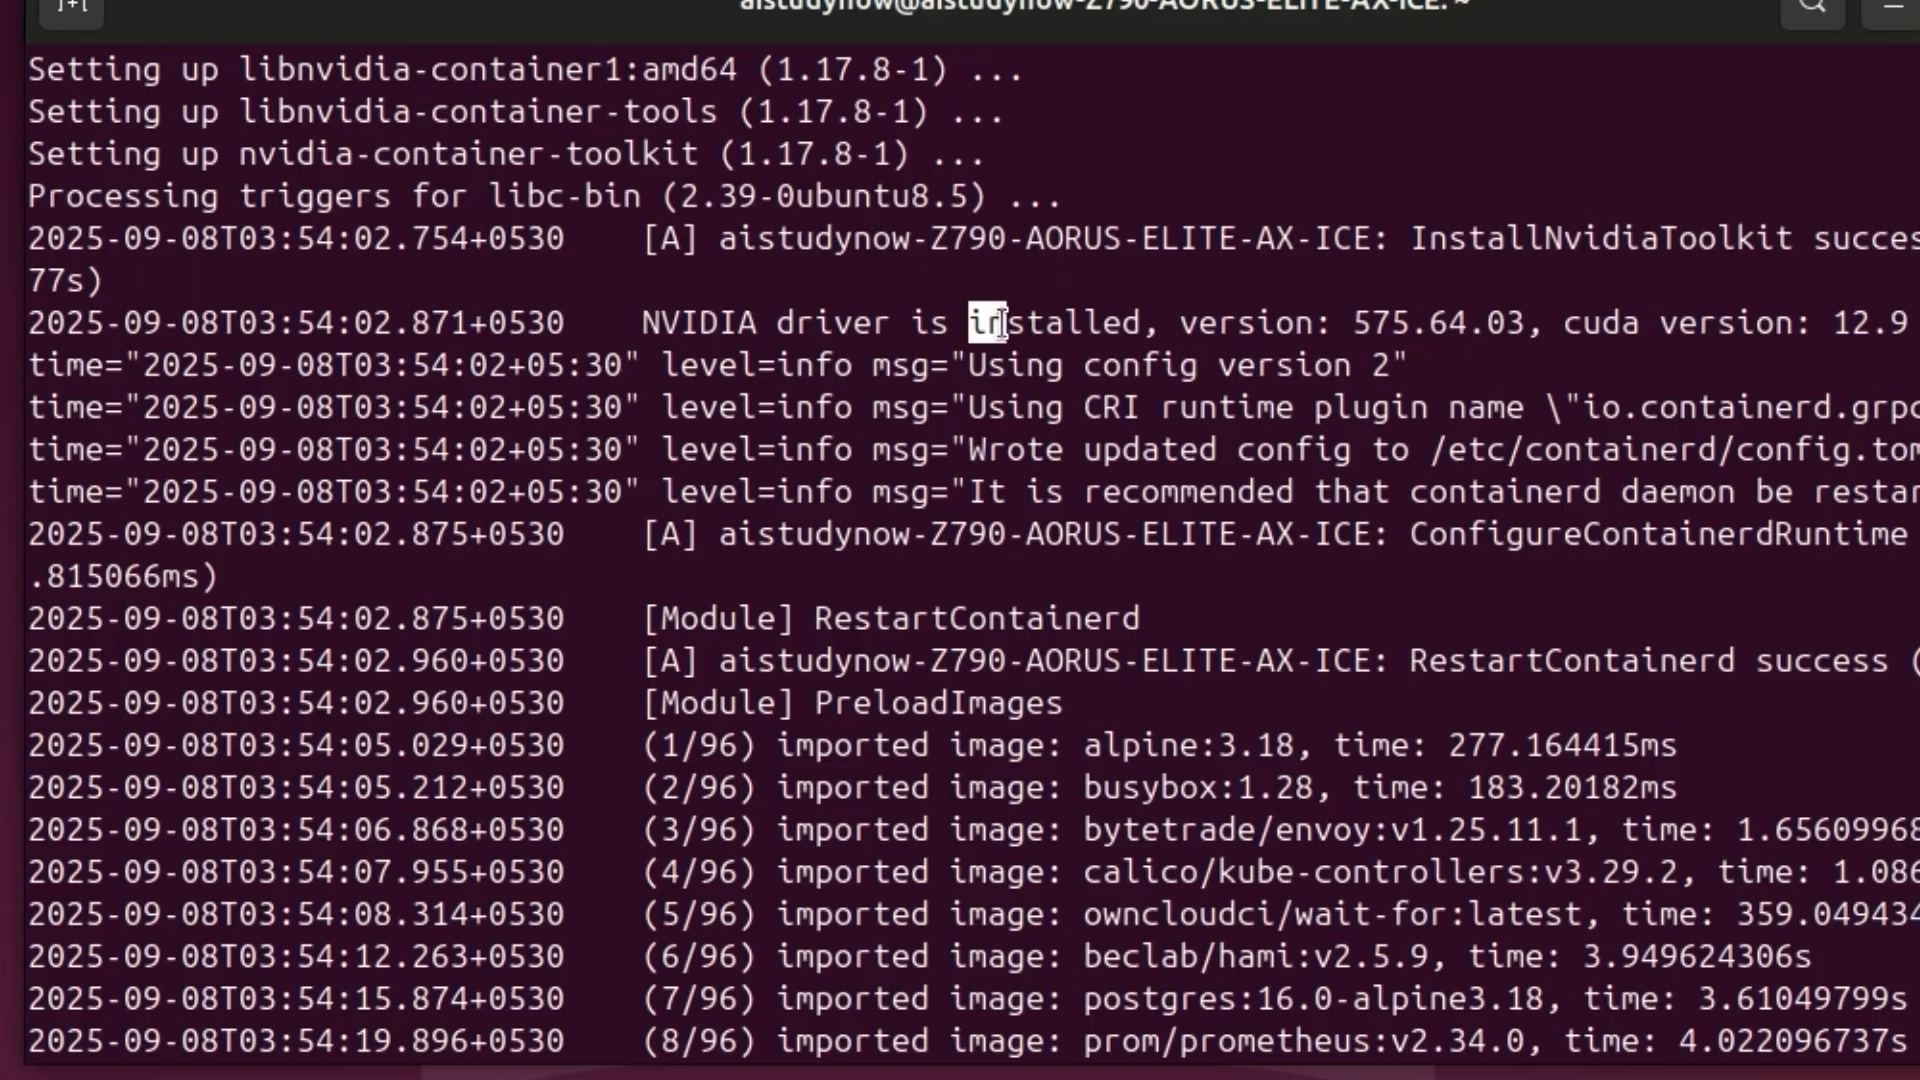 aistudynow@aistudynow-Z790-AORUS-ELITE-AX-ICE: ~
Setting up libnvidia-container1:amd64 (1.17.8-1) ...
Setting up libnvidia-container-tools (1.17.8-1) ...
Setting up nvidia-container-toolkit (1.17.8-1) ...
Processing triggers for libc-bin (2.39-0ubuntu8.5) ...
2025-09-08T03:54:02.754+0530    [A] aistudynow-Z790-AORUS-ELITE-AX-ICE: InstallNvidiaToolkit succes
77s)
2025-09-08T03:54:02.871+0530    NVIDIA driver is installed, version: 575.64.03, cuda version: 12.9
time="2025-09-08T03:54:02+05:30" level=info msg="Using config version 2"
time="2025-09-08T03:54:02+05:30" level=info msg="Using CRI runtime plugin name \"io.containerd.grpc
time="2025-09-08T03:54:02+05:30" level=info msg="Wrote updated config to /etc/containerd/config.tom
time="2025-09-08T03:54:02+05:30" level=info msg="It is recommended that containerd daemon be restar
2025-09-08T03:54:02.875+0530    [A] aistudynow-Z790-AORUS-ELITE-AX-ICE: ConfigureContainerdRuntime
.815066ms)
2025-09-08T03:54:02.875+0530    [Module] RestartContainerd
2025-09-08T03:54:02.960+0530    [A] aistudynow-Z790-AORUS-ELITE-AX-ICE: RestartContainerd success (
2025-09-08T03:54:02.960+0530    [Module] PreloadImages
2025-09-08T03:54:05.029+0530    (1/96) imported image: alpine:3.18, time: 277.164415ms
2025-09-08T03:54:05.212+0530    (2/96) imported image: busybox:1.28, time: 183.20182ms
2025-09-08T03:54:06.868+0530    (3/96) imported image: bytetrade/envoy:v1.25.11.1, time: 1.65609968
2025-09-08T03:54:07.955+0530    (4/96) imported image: calico/kube-controllers:v3.29.2, time: 1.086
2025-09-08T03:54:08.314+0530    (5/96) imported image: owncloudci/wait-for:latest, time: 359.049434
2025-09-08T03:54:12.263+0530    (6/96) imported image: beclab/hami:v2.5.9, time: 3.949624306s
2025-09-08T03:54:15.874+0530    (7/96) imported image: postgres:16.0-alpine3.18, time: 3.61049799s
2025-09-08T03:54:19.896+0530    (8/96) imported image: prom/prometheus:v2.34.0, time: 4.022096737s